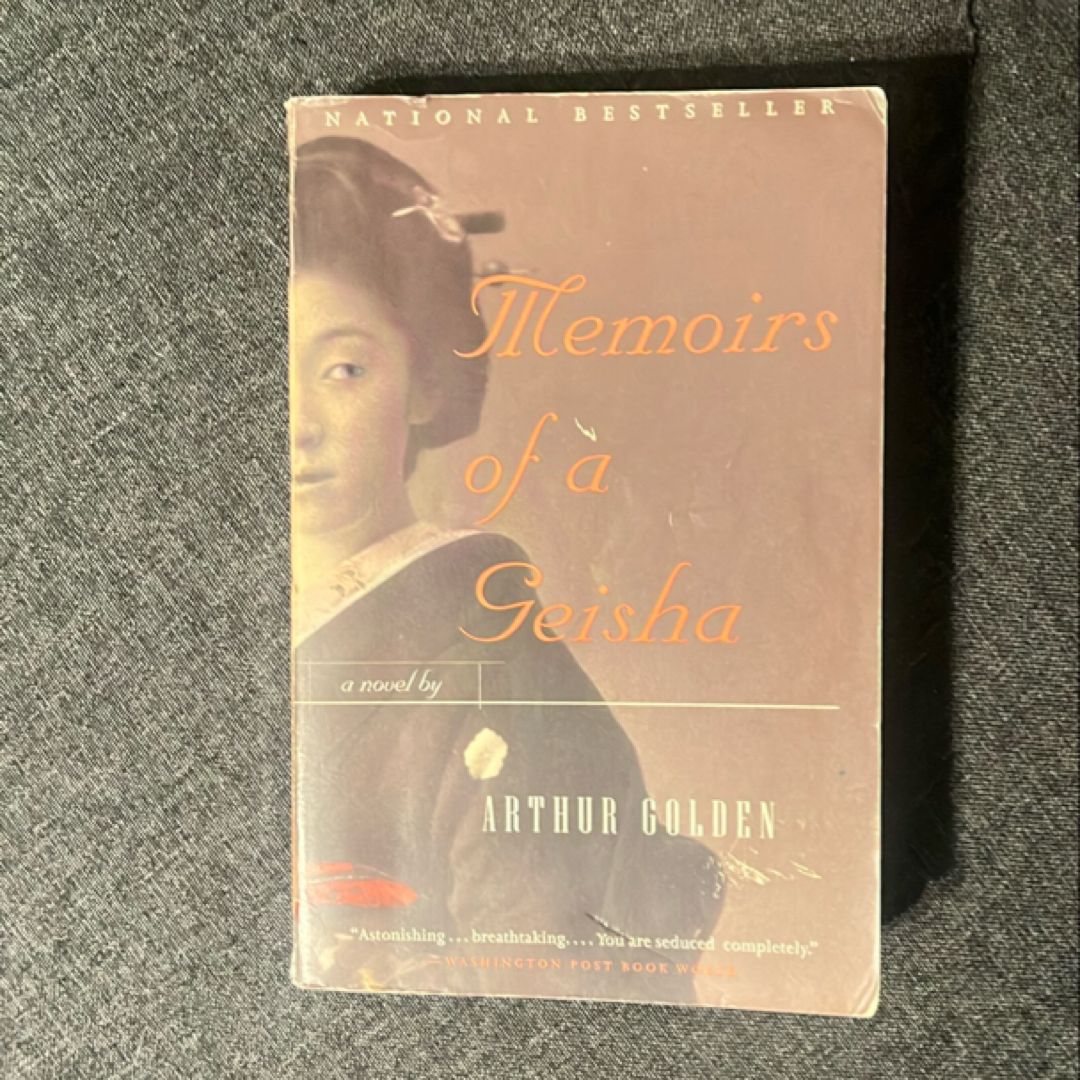 NATIONAL BESTSELLER
Memoirs
of a
Geisha
a novel by
ARTHUR GOLDEN
"Astonishing...breathtaking....You are seduced completely."
—WASHINGTON POST BOOK WORLD